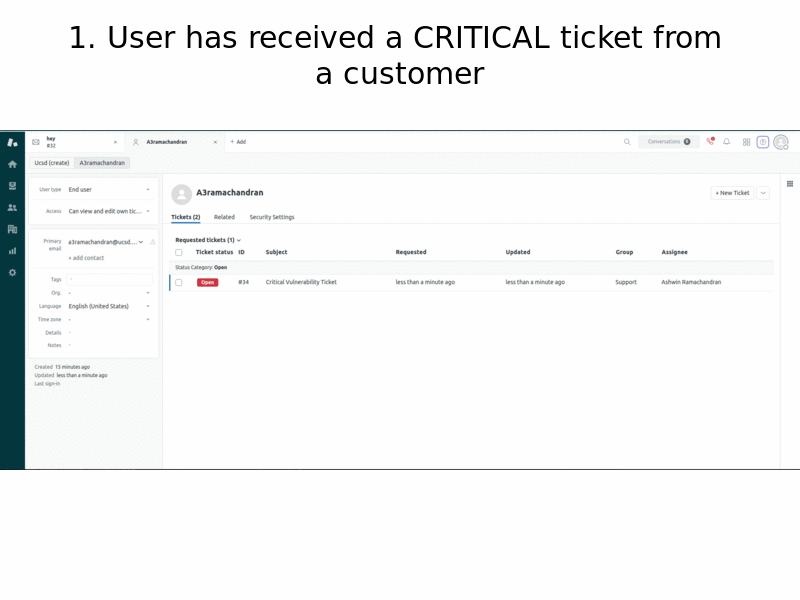 1. User has received a CRITICAL ticket from
a customer
hey
#32
A3ramachandran
+ Add
Conversations 0
Ucsd (create)
A3ramachandran
User type End user
Access Can view and edit own tic...
Primary
email
a3ramachandran@ucsd....
+ add contact
Tags -
Org. -
Language English (United States)
Time zone -
Details -
Notes -
Created 15 minutes ago
Updated less than a minute ago
Last sign-in
A3ramachandran
+ New Ticket
Tickets (2) Related Security Settings
Requested tickets (1)
Ticket status ID Subject Requested Updated Group Assignee
Status Category: Open
Open #34 Critical Vulnerability Ticket less than a minute ago less than a minute ago Support Ashwin Ramachandran